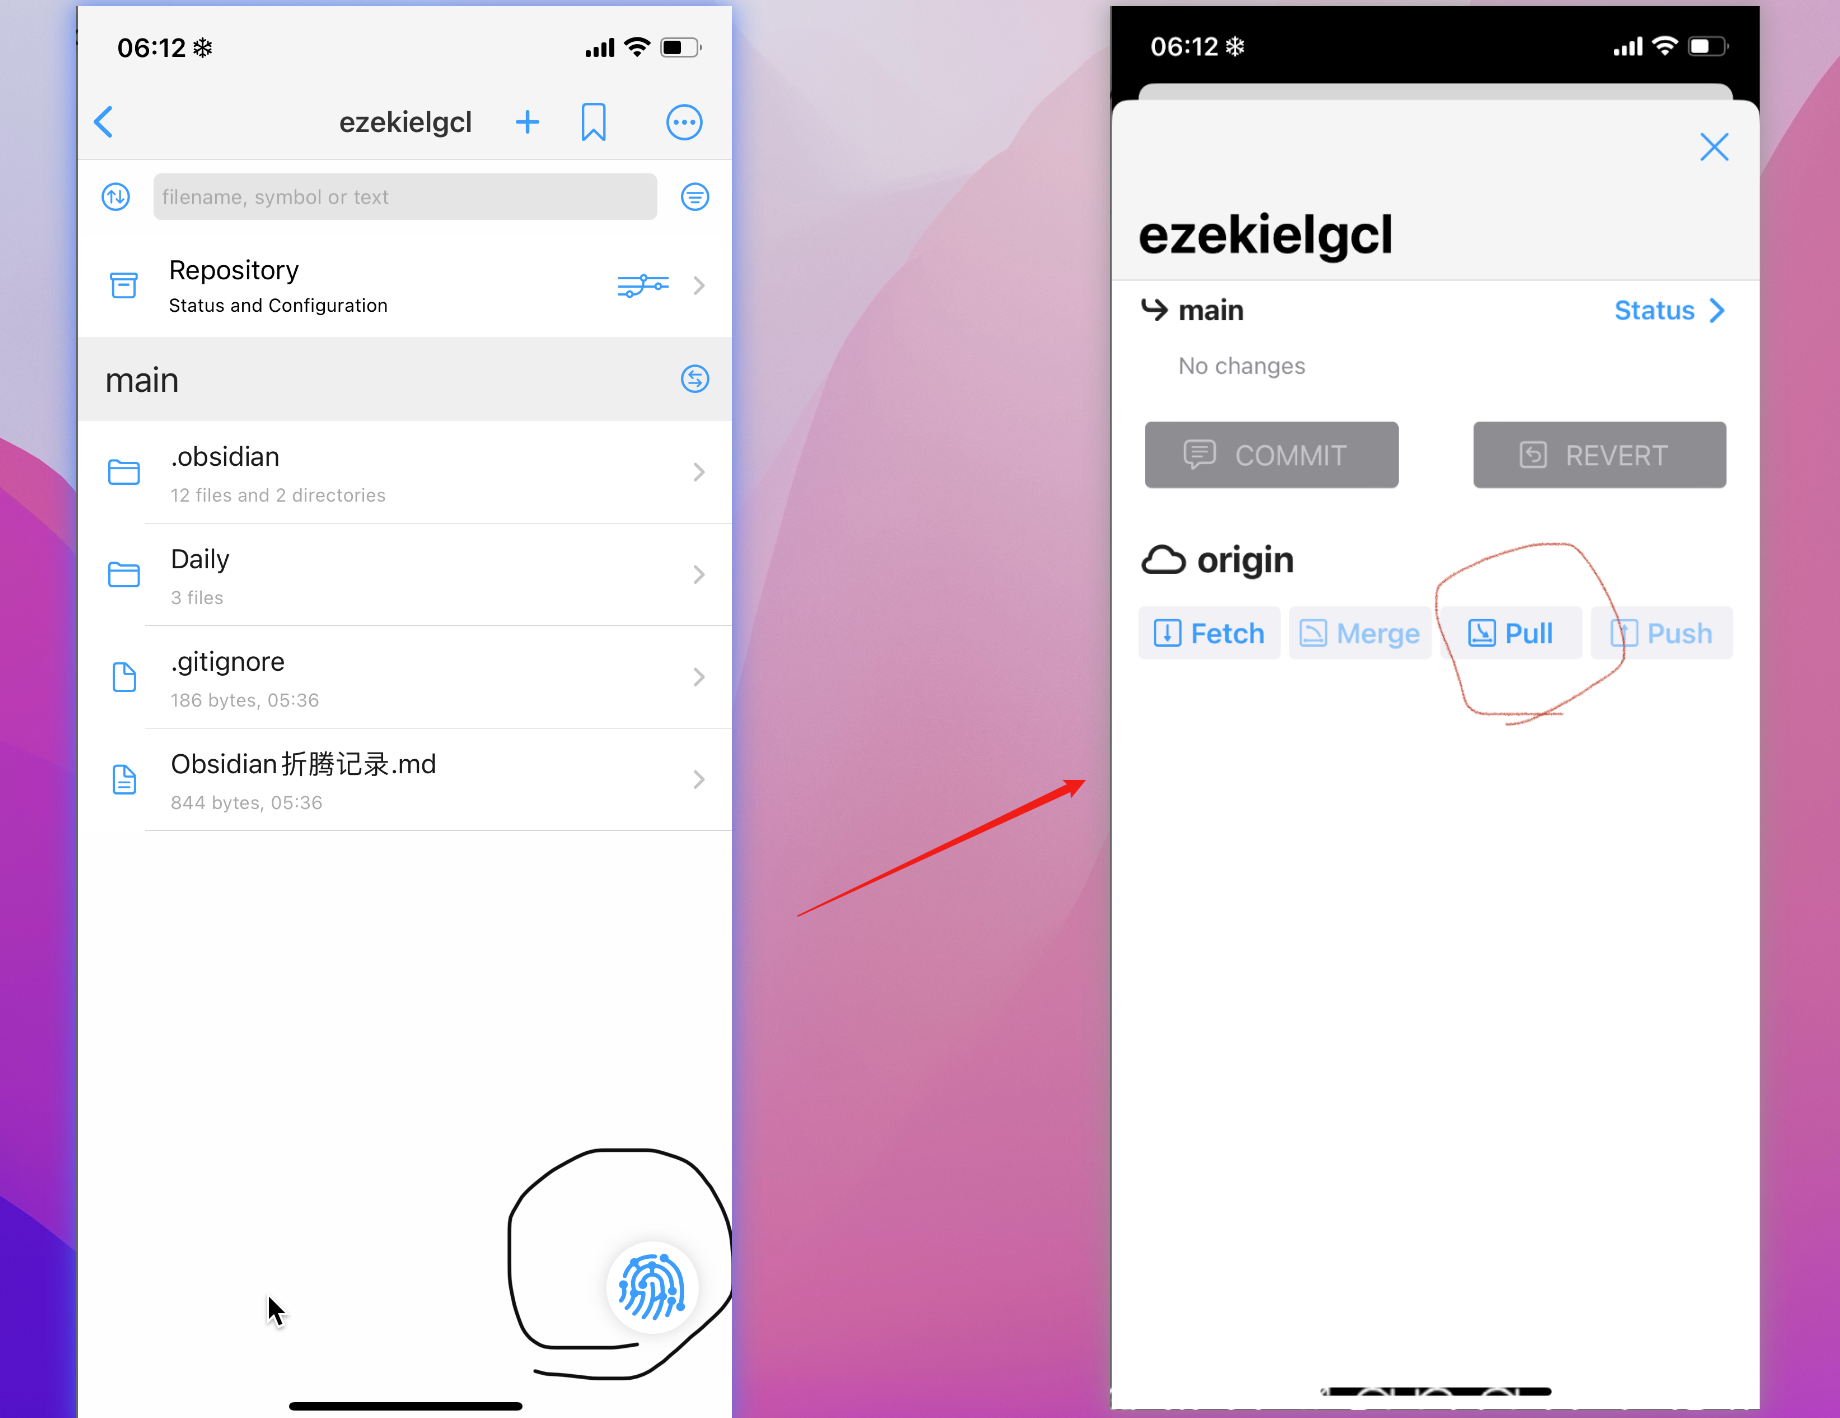 06:12
ezekielgcl
filename, symbol or text
Repository
Status and Configuration
main
.obsidian
12 files and 2 directories
Daily
3 files
.gitignore
186 bytes, 05:36
Obsidian折腾记录.md
844 bytes, 05:36
06:12
ezekielgcl
main
Status
No changes
COMMIT
REVERT
origin
Fetch
Merge
Pull
Push